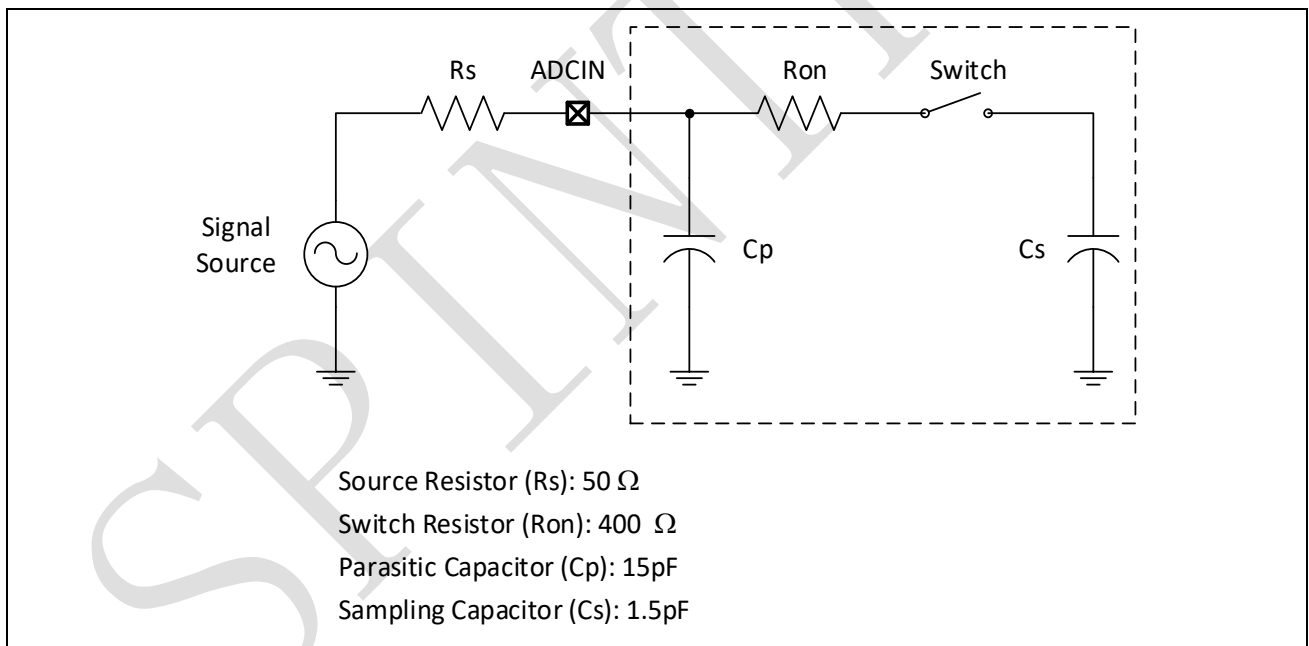 Rs
ADCIN
Ron
Switch
Signal
Source
Cp
Cs
Source Resistor (Rs): 50 Ω
Switch Resistor (Ron): 400 Ω
Parasitic Capacitor (Cp): 15pF
Sampling Capacitor (Cs): 1.5pF